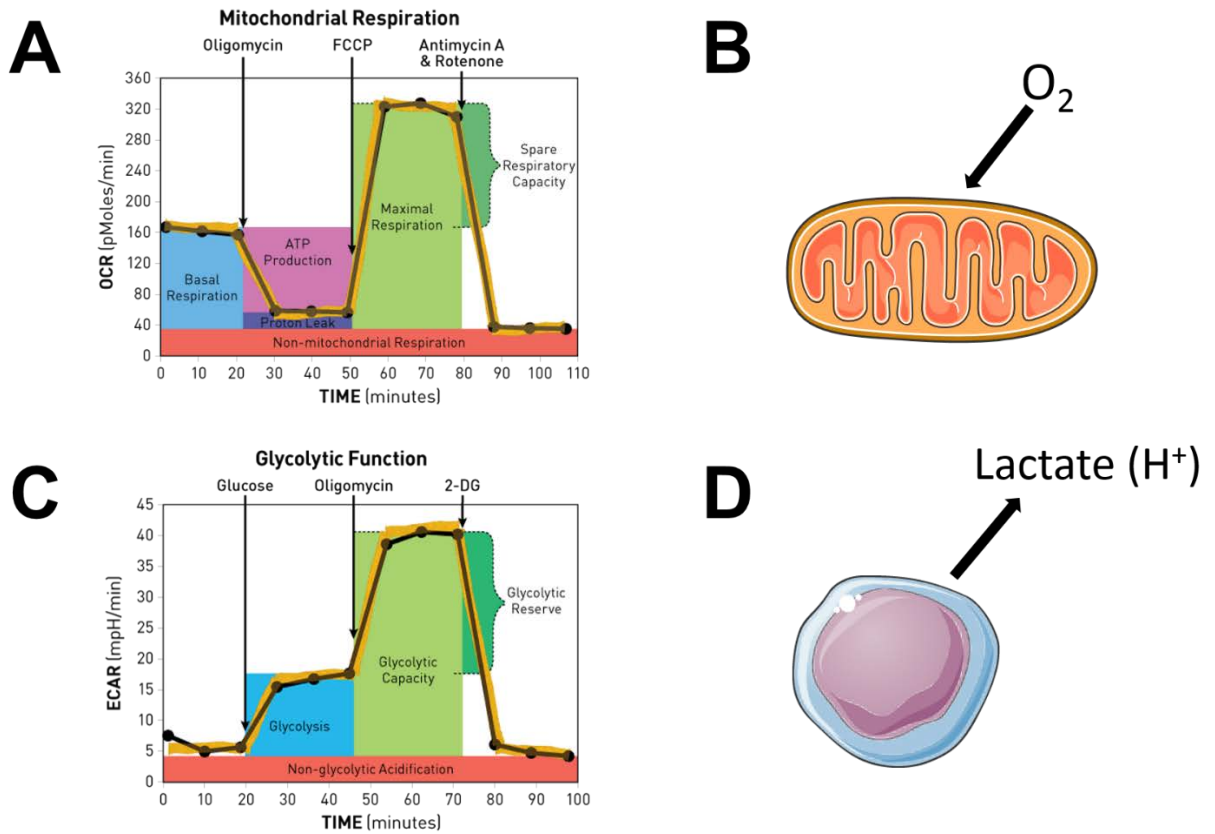 A
Mitochondrial Respiration
Oligomycin
FCCP
Antimycin A
& Rotenone
OCR (pMoles/min)
360
320
280
240
200
160
120
80
40
0
Basal
Respiration
ATP
Production
Proton Leak
Maximal
Respiration
Spare
Respiratory
Capacity
Non-mitochondrial Respiration
0 10 20 30 40 50 60 70 80 90 100 110
TIME (minutes)
B
O₂
C
Glycolytic Function
Glucose
Oligomycin
2-DG
ECAR (mpH/min)
45
40
35
30
25
20
15
10
5
0
Glycolysis
Glycolytic
Capacity
Glycolytic
Reserve
Non-glycolytic Acidification
0 10 20 30 40 50 60 70 80 90 100
TIME (minutes)
D
Lactate (H⁺)